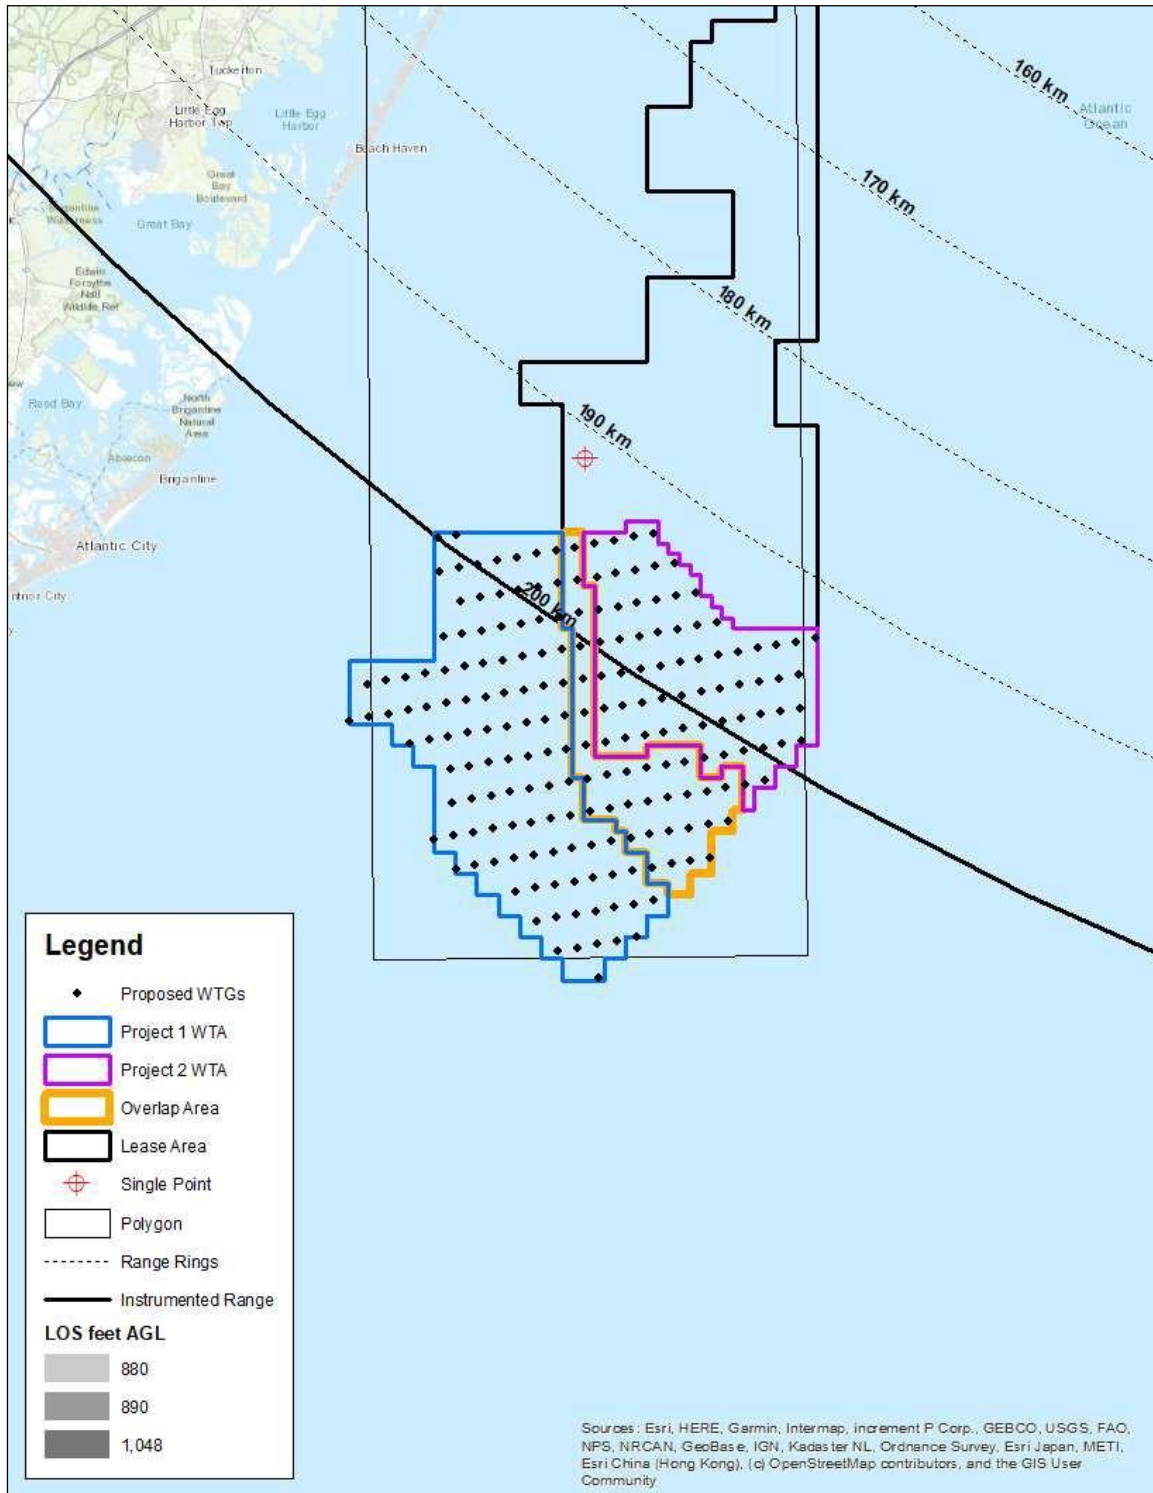 Tuckerton
Little Egg
Harbor Twp
Little Egg
Harbor
Beach Haven
Great
Bay
Boulevard
Brigantine
Wilderness
Great Bay
Edwin
Forsythe
Natl
Wildlife Ref
Reed Bay
North
Brigantine
Natural
Area
Absecon
Brigantine
Atlantic City
ntnor City
160 km
Atlantic
Ocean
170 km
180 km
190 km
200 km
Legend
Proposed WTGs
Project 1 WTA
Project 2 WTA
Overlap Area
Lease Area
Single Point
Polygon
Range Rings
Instrumented Range
LOS feet AGL
880
890
1,048
Sources: Esri, HERE, Garmin, Intermap, increment P Corp., GEBCO, USGS, FAO,
NPS, NRCAN, GeoBase, IGN, Kadaster NL, Ordnance Survey, Esri Japan, METI,
Esri China (Hong Kong), (c) OpenStreetMap contributors, and the GIS User
Community